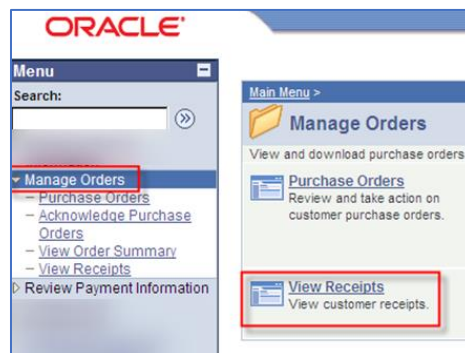 ORACLE
Menu
Search:
Manage Orders
– Purchase Orders
– Acknowledge Purchase
Orders
– View Order Summary
– View Receipts
Review Payment Information
Main Menu >
Manage Orders
View and download purchase orders
Purchase Orders
Review and take action on
customer purchase orders.
View Receipts
View customer receipts.